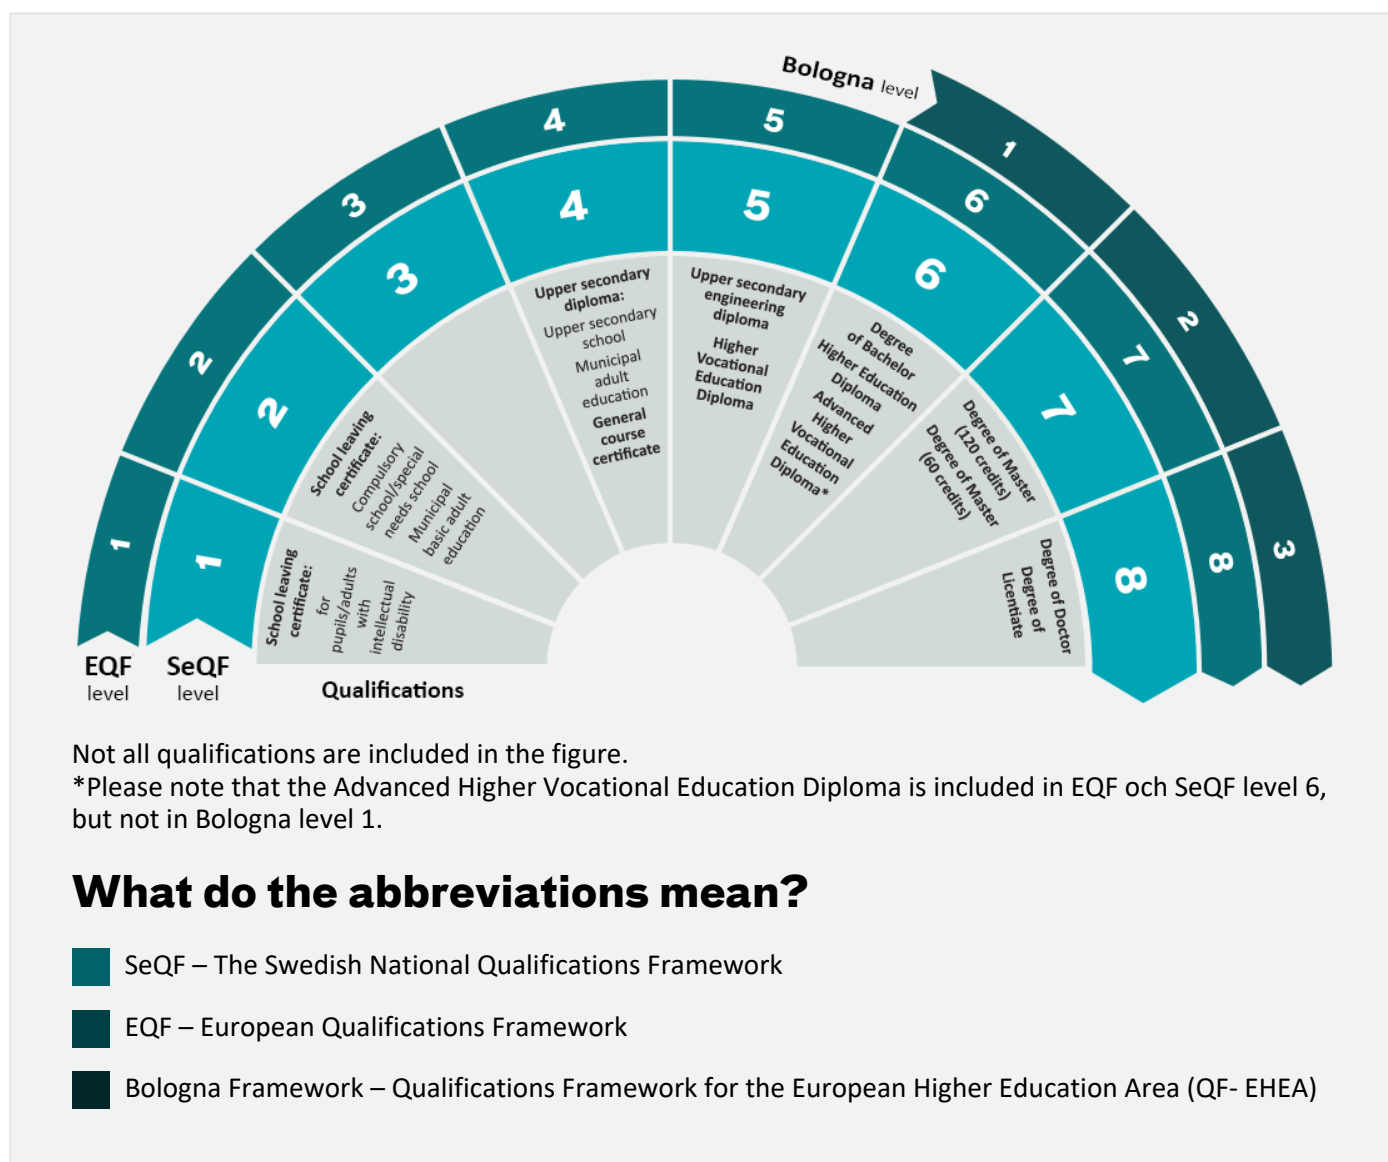 Bologna level
1
2
3
4
5
6
7
8
1
2
3
1
2
3
4
5
6
7
8
EQF
level
SeQF
level
Qualifications
School leaving
certificate:
for
pupils/adults
with
intellectual
disability
School leaving
certificate:
Compulsory
school/special
needs school
Municipal
basic adult
education
Upper secondary
diploma:
Upper secondary
school
Municipal
adult
education
General
course
certificate
Upper secondary
engineering
diploma
Higher
Vocational
Education
Diploma
Degree
of Bachelor
Higher Education
Diploma
Advanced
Higher
Vocational
Education
Diploma*
Degree of Master
(120 credits)
Degree of Master
(60 credits)
Degree of Doctor
Degree of
Licentiate
Not all qualifications are included in the figure.
*Please note that the Advanced Higher Vocational Education Diploma is included in EQF och SeQF level 6,
but not in Bologna level 1.
What do the abbreviations mean?
SeQF – The Swedish National Qualifications Framework
EQF – European Qualifications Framework
Bologna Framework – Qualifications Framework for the European Higher Education Area (QF- EHEA)